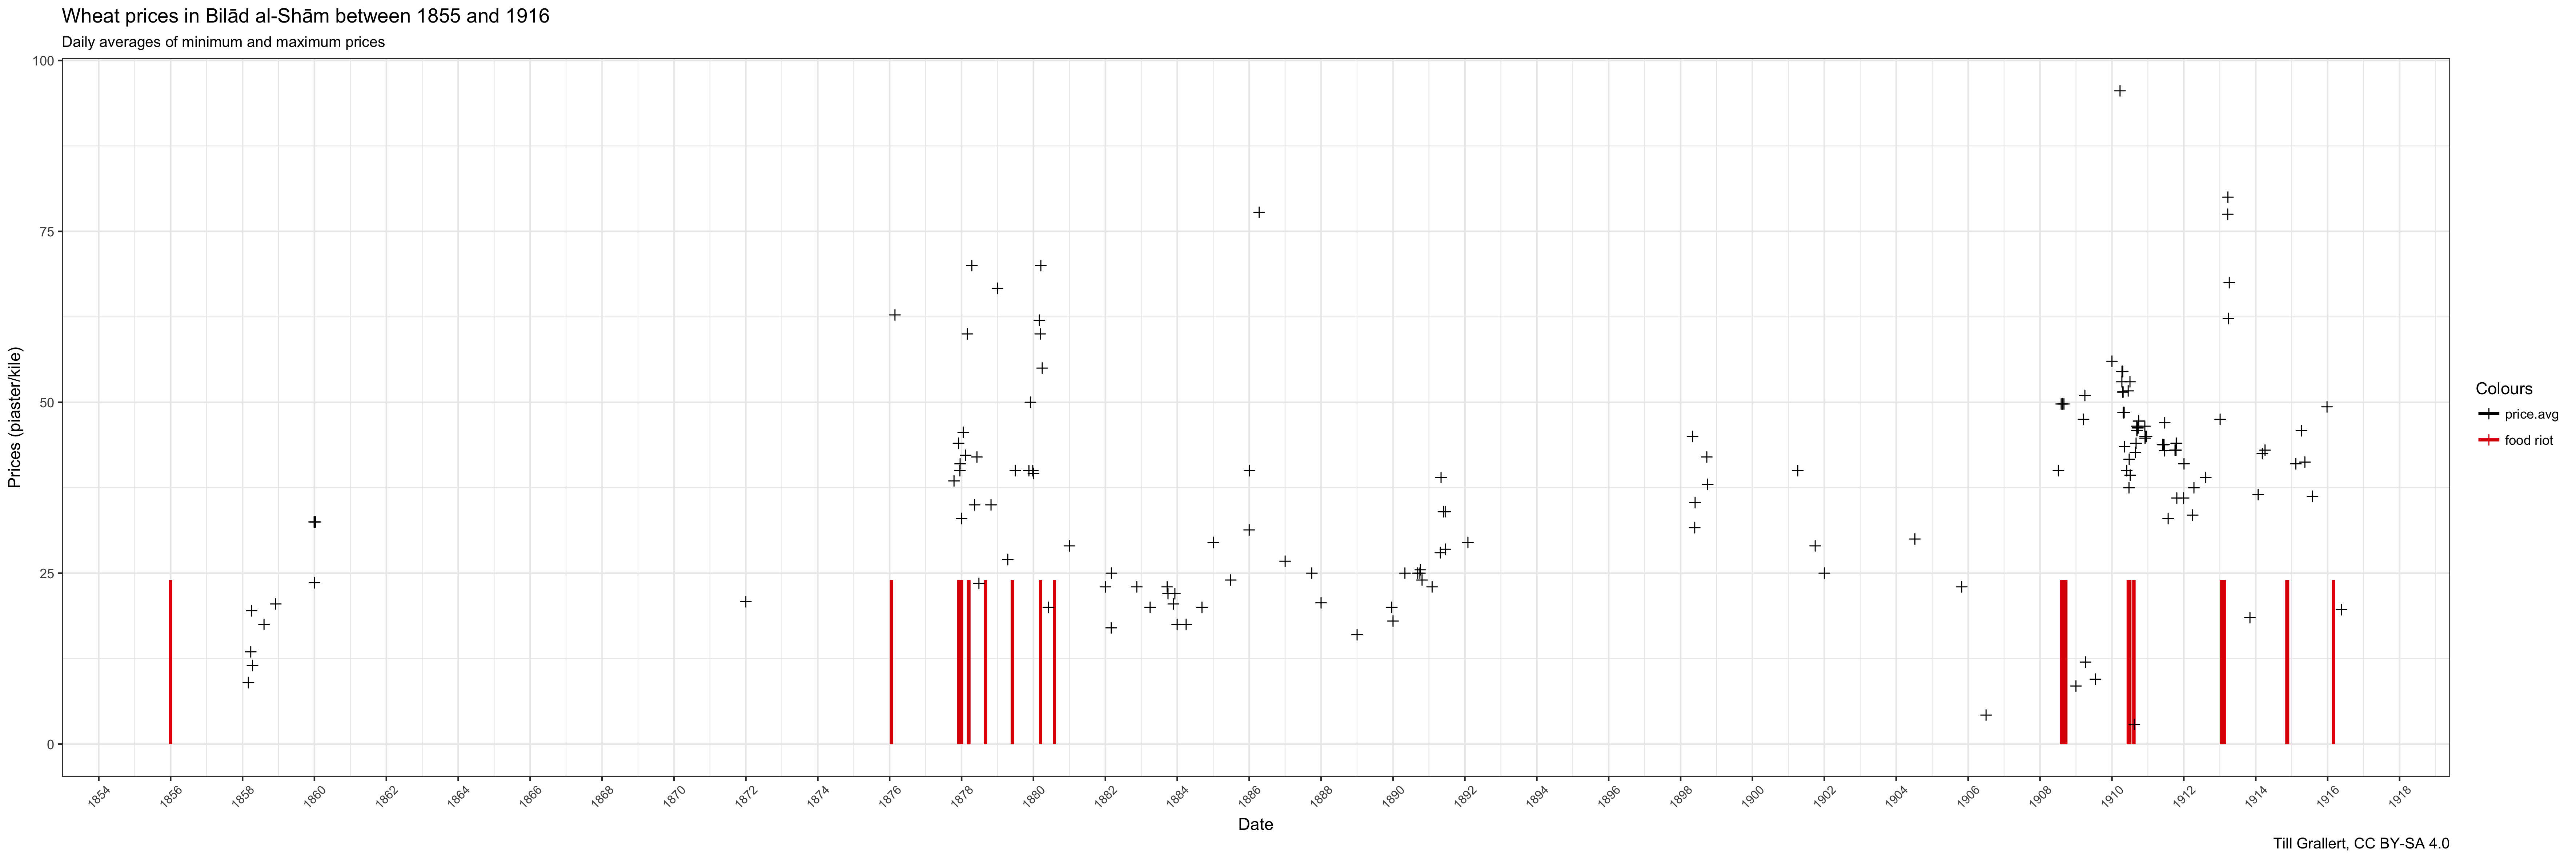 Wheat prices in Bilād al-Shām between 1855 and 1916
Daily averages of minimum and maximum prices
100
75
50
25
0
Prices (piaster/kile)
1854 1856 1858 1860 1862 1864 1866 1868 1870 1872 1874 1876 1878 1880 1882 1884 1886 1888 1890 1892 1894 1896 1898 1900 1902 1904 1906 1908 1910 1912 1914 1916 1918
Date
Colours
price.avg
food riot
Till Grallert, CC BY-SA 4.0